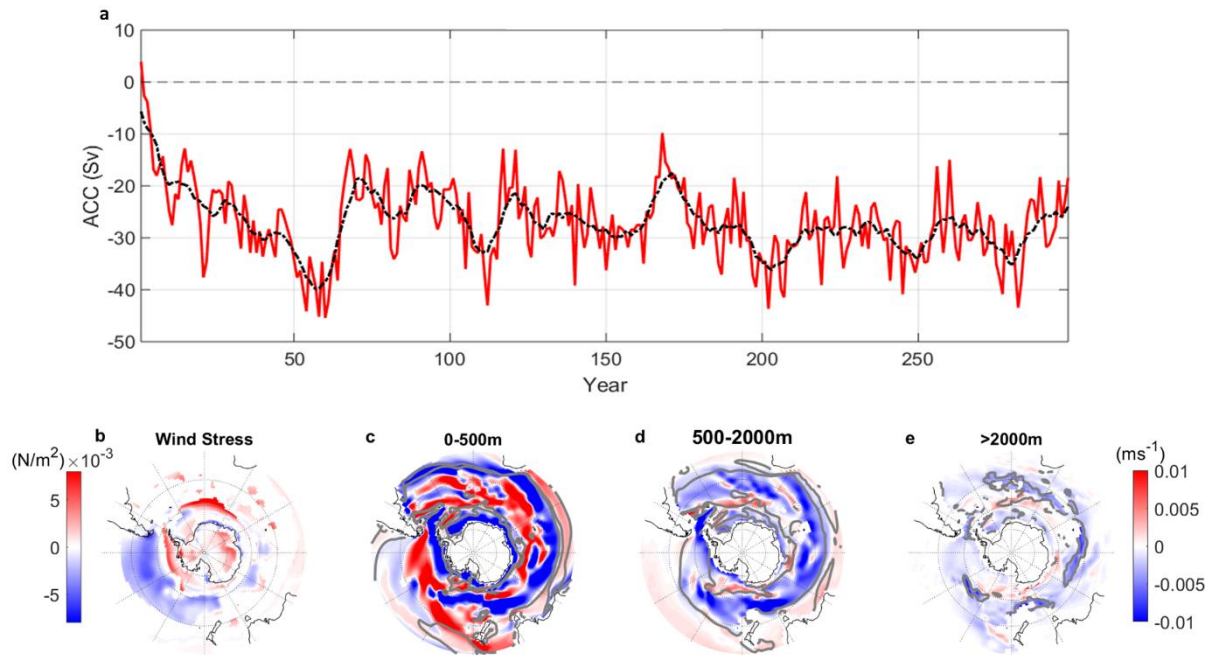 a
10
0
-10
-20
-30
-40
-50
ACC (Sv)
50
100
150
200
250
Year
b
Wind Stress
c
0-500m
d
500-2000m
e
>2000m
(N/m²) ×10⁻³
5
0
-5
(ms⁻¹)
0.01
0.005
0
-0.005
-0.01